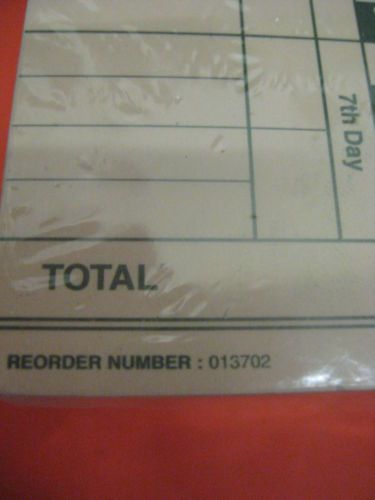 7th Day
TOTAL
REORDER NUMBER : 013702